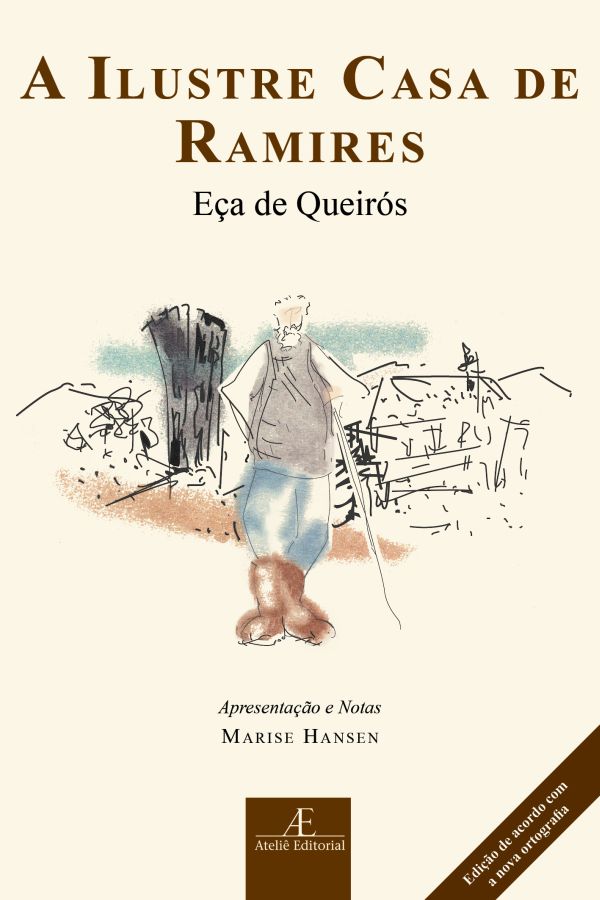 A ILUSTRE CASA DE
RAMIRES
Eça de Queirós
Apresentação e Notas
MARISE HANSEN
Æ
Ateliê Editorial
Edição de acordo com
a nova ortografia